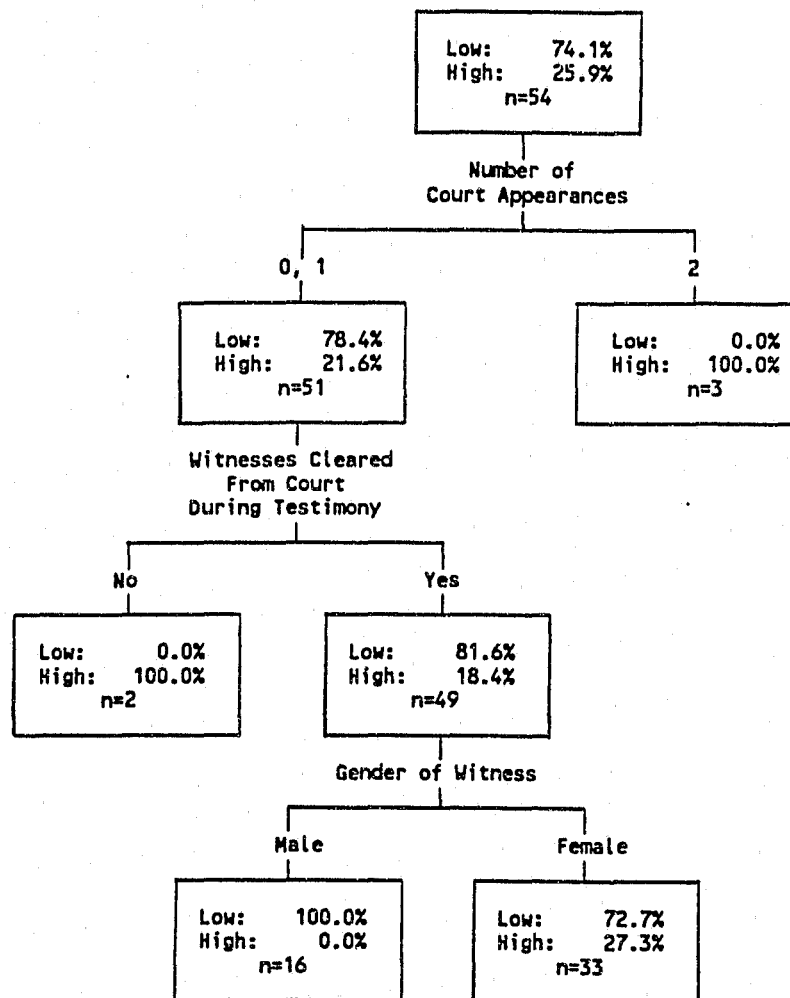 Low: 74.1%
High: 25.9%
n=54
Number of
Court Appearances
0, 1
2
Low: 78.4%
High: 21.6%
n=51
Low: 0.0%
High: 100.0%
n=3
Witnesses Cleared
From Court
During Testimony
No
Yes
Low: 0.0%
High: 100.0%
n=2
Low: 81.6%
High: 18.4%
n=49
Gender of Witness
Male
Female
Low: 100.0%
High: 0.0%
n=16
Low: 72.7%
High: 27.3%
n=33